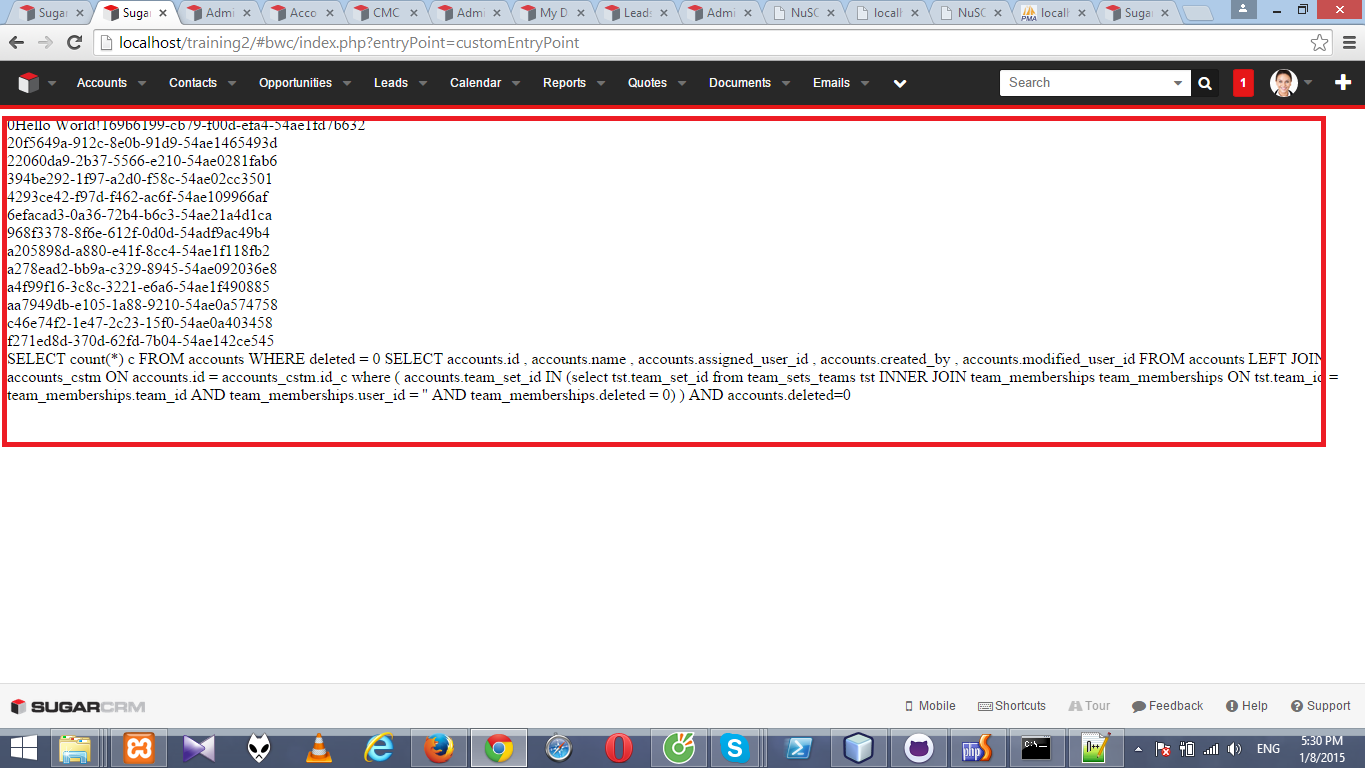 Sugar
Sugar
Admi
Acco
CMC
Admi
My D
Leads
Admi
NuSO
local
NuSO
PMA
local
Sugar
localhost/training2/#bwc/index.php?entryPoint=customEntryPoint
Accounts
Contacts
Opportunities
Leads
Calendar
Reports
Quotes
Documents
Emails
Search
1
0Hello World!169b6199-cb79-f00d-efa4-54ae1fd7b632
20f5649a-912c-8e0b-91d9-54ae1465493d
22060da9-2b37-5566-e210-54ae0281fab6
394be292-1f97-a2d0-f58c-54ae02cc3501
4293ce42-f97d-f462-ac6f-54ae109966af
6efacad3-0a36-72b4-b6c3-54ae21a4d1ca
968f3378-8f6e-612f-0d0d-54adf9ac49b4
a205898d-a880-e41f-8cc4-54ae1f118fb2
a278ead2-bb9a-c329-8945-54ae092036e8
a4f99f16-3c8c-3221-e6a6-54ae1f490885
aa7949db-e105-1a88-9210-54ae0a574758
c46e74f2-1e47-2c23-15f0-54ae0a403458
f271ed8d-370d-62fd-7b04-54ae142ce545
SELECT count(*) c FROM accounts WHERE deleted = 0 SELECT accounts.id , accounts.name , accounts.assigned_user_id , accounts.created_by , accounts.modified_user_id FROM accounts LEFT JOIN
accounts_cstm ON accounts.id = accounts_cstm.id_c where ( accounts.team_set_id IN (select tst.team_set_id from team_sets_teams tst INNER JOIN team_memberships team_memberships ON tst.team_id =
team_memberships.team_id AND team_memberships.user_id = '' AND team_memberships.deleted = 0) ) AND accounts.deleted=0
SUGARCRM
Mobile
Shortcuts
Tour
Feedback
Help
Support
ENG
5:30 PM
1/8/2015